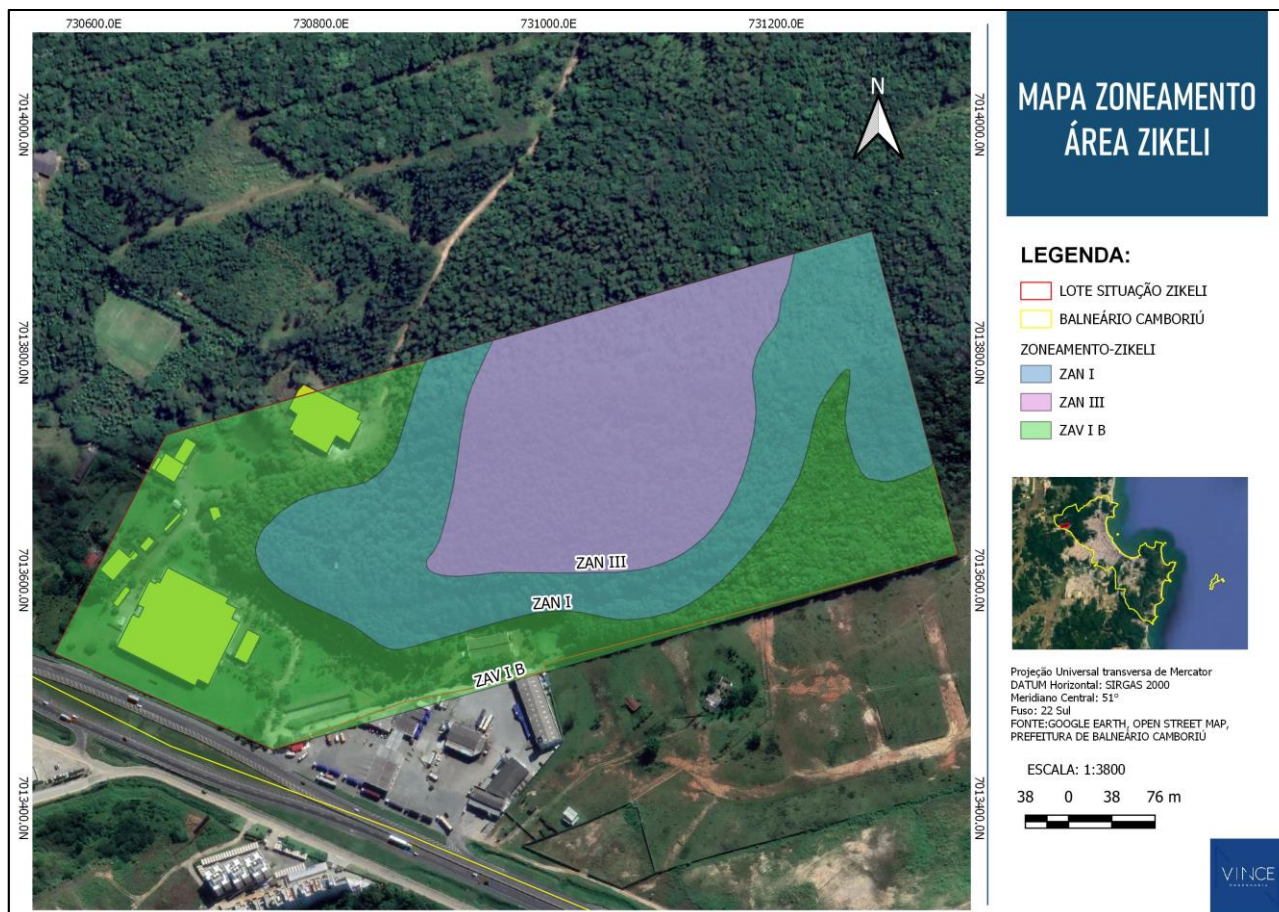 730600.0E 730800.0E 731000.0E 731200.0E
7014000.0N 7014000.0N
7013800.0N 7013800.0N
7013600.0N 7013600.0N
7013400.0N 7013400.0N
N
ZAN III
ZAN I
ZAV I B
MAPA ZONEAMENTO
ÁREA ZIKELI
LEGENDA:
LOTE SITUAÇÃO ZIKELI
BALNEÁRIO CAMBORIÚ
ZONEAMENTO-ZIKELI
ZAN I
ZAN III
ZAV I B
Projeção Universal transversa de Mercator
DATUM Horizontal: SIRGAS 2000
Meridiano Central: 51º
Fuso: 22 Sul
FONTE:GOOGLE EARTH, OPEN STREET MAP,
PREFEITURA DE BALNEÁRIO CAMBORIÚ
ESCALA: 1:3800
38 0 38 76 m
VINCE
ENGENHARIA